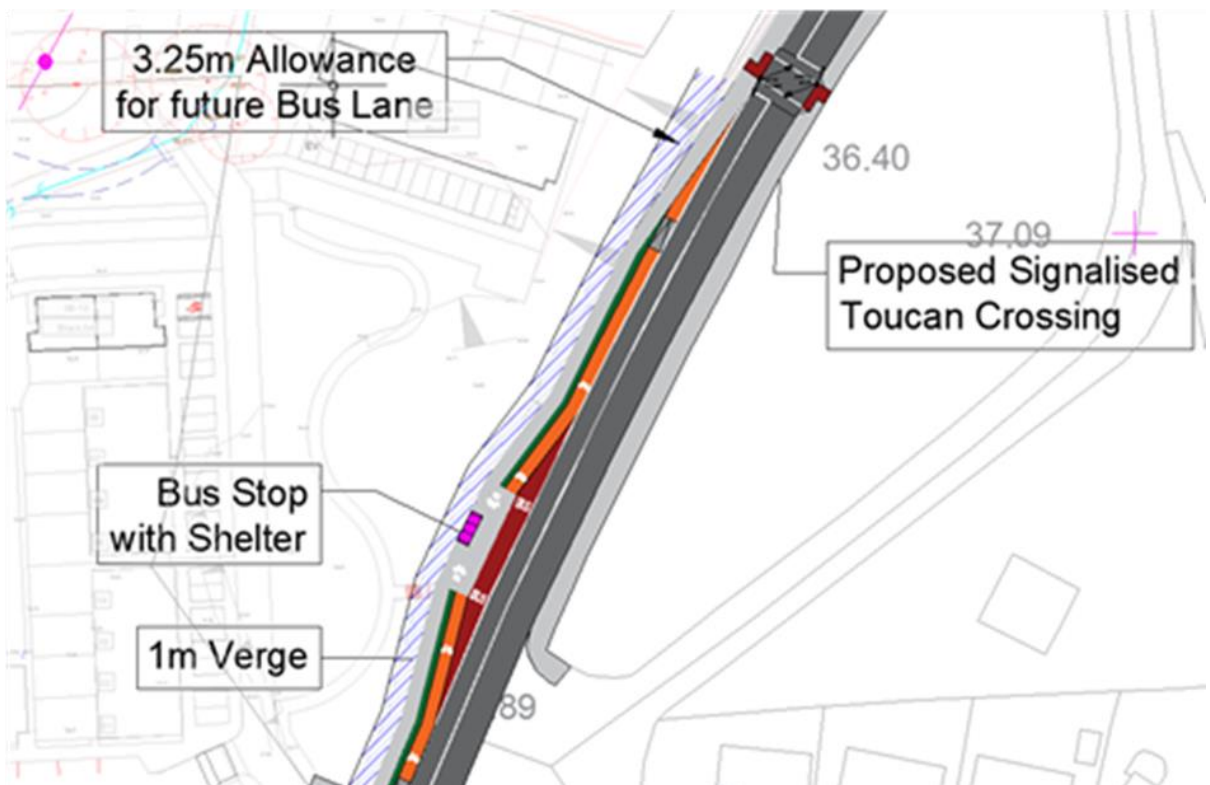 3.25m Allowance
for future Bus Lane
36.40
37.09
Proposed Signalised
Toucan Crossing
Bus Stop
with Shelter
1m Verge
89